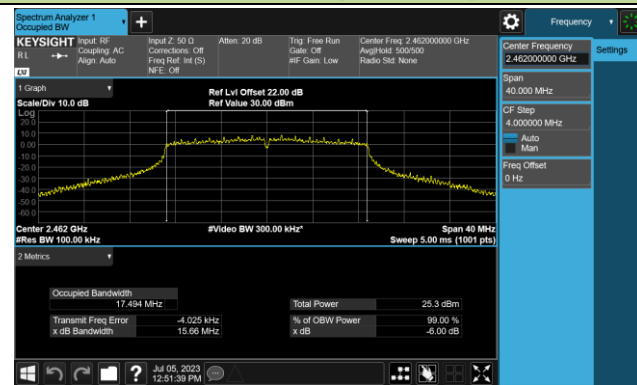 Spectrum Analyzer 1
Occupied BW
Frequency
KEYSIGHT
RL
LXI
Input: RF
Coupling: AC
Align: Auto
Input Z: 50 Ω
Corrections: Off
Freq Ref: Int (S)
NFE: Off
Atten: 20 dB
Trig: Free Run
Gate: Off
#IF Gain: Low
Center Freq: 2.462000000 GHz
Avg|Hold: 500/500
Radio Std: None
Center Frequency
2.462000000 GHz
Settings
Span
40.000 MHz
CF Step
4.000000 MHz
Auto
Man
Freq Offset
0 Hz
1 Graph
Scale/Div 10.0 dB
Ref Lvl Offset 22.00 dB
Ref Value 30.00 dBm
Log
20.0
10.0
0.00
-10.0
-20.0
-30.0
-40.0
-50.0
-60.0
Center 2.462 GHz
#Res BW 100.00 kHz
#Video BW 300.00 kHz*
Span 40 MHz
Sweep 5.00 ms (1001 pts)
2 Metrics
Occupied Bandwidth
17.494 MHz
Total Power 25.3 dBm
Transmit Freq Error -4.025 kHz
% of OBW Power 99.00 %
x dB Bandwidth 15.66 MHz
x dB -6.00 dB
?
Jul 05, 2023
12:51:39 PM